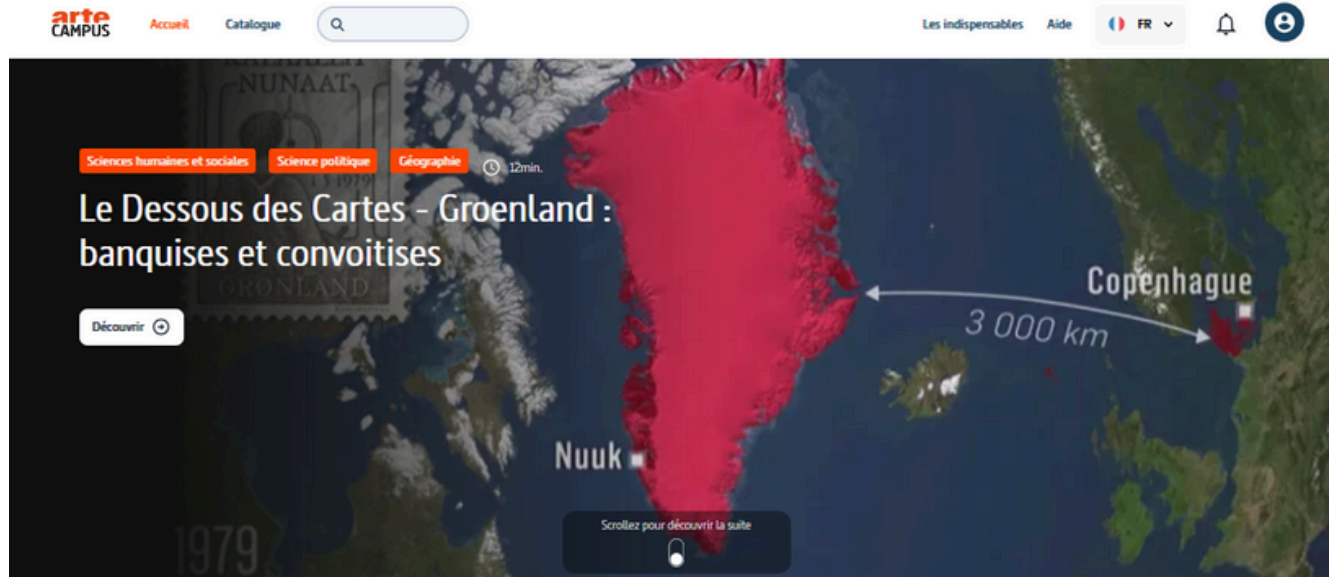 arte
CAMPUS
Accueil
Catalogue
Les indispensables
Aide
FR
KALAALLIT
NUNAAT
1979
Sciences humaines et sociales
Science politique
Géographie
12min.
Le Dessous des Cartes - Groenland :
banquises et convoitises
GRØNLAND
Découvrir
Copenhague
3 000 km
Nuuk
Scrollez pour découvrir la suite
1979